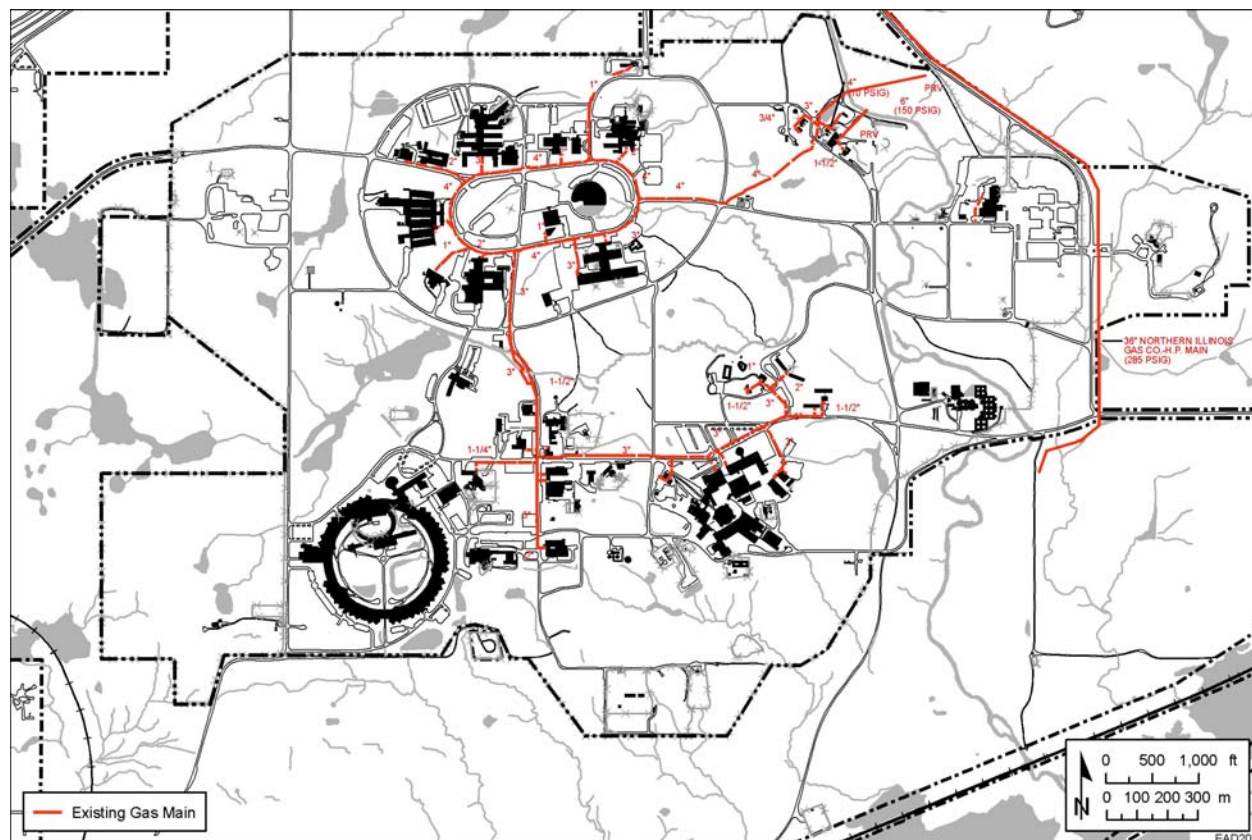 1"
4"
(10 PSIG)
PRV
6"
(150 PSIG)
3"
3/4"
PRV
1-1/2"
2"
3"
4"
4"
4"
4"
4"
1"
1"
2"
4"
3"
3"
3"
36" NORTHERN ILLINOIS
GAS CO.-H.P. MAIN
(285 PSIG)
3"
1-1/2"
1"
2"
3"
1-1/2"
1-1/2"
3"
1-1/4"
3"
3"
2"
0 500 1,000 ft
0 100 200 300 m
N
Existing Gas Main